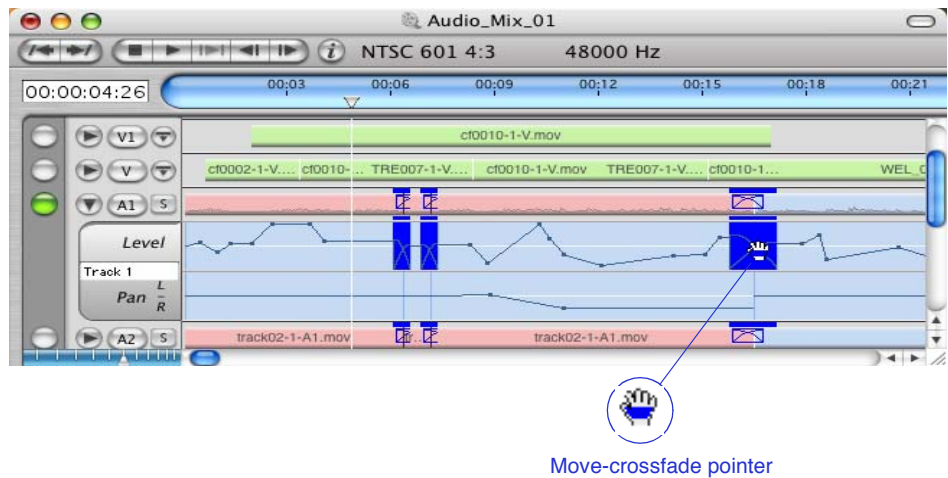 Audio_Mix_01
NTSC 601 4:3 48000 Hz
00:00:04:26 00:03 00:06 00:09 00:12 00:15 00:18 00:21
V1 cf0010-1-V.mov
V cf0002-1-V.... cf0010-... TRE007-1-V.... cf0010-1-V.mov TRE007-1-V.... cf0010-1... WEL_C
A1 S
Level
Track 1
Pan L R
A2 S track02-1-A1.mov r... track02-1-A1.mov
Move-crossfade pointer